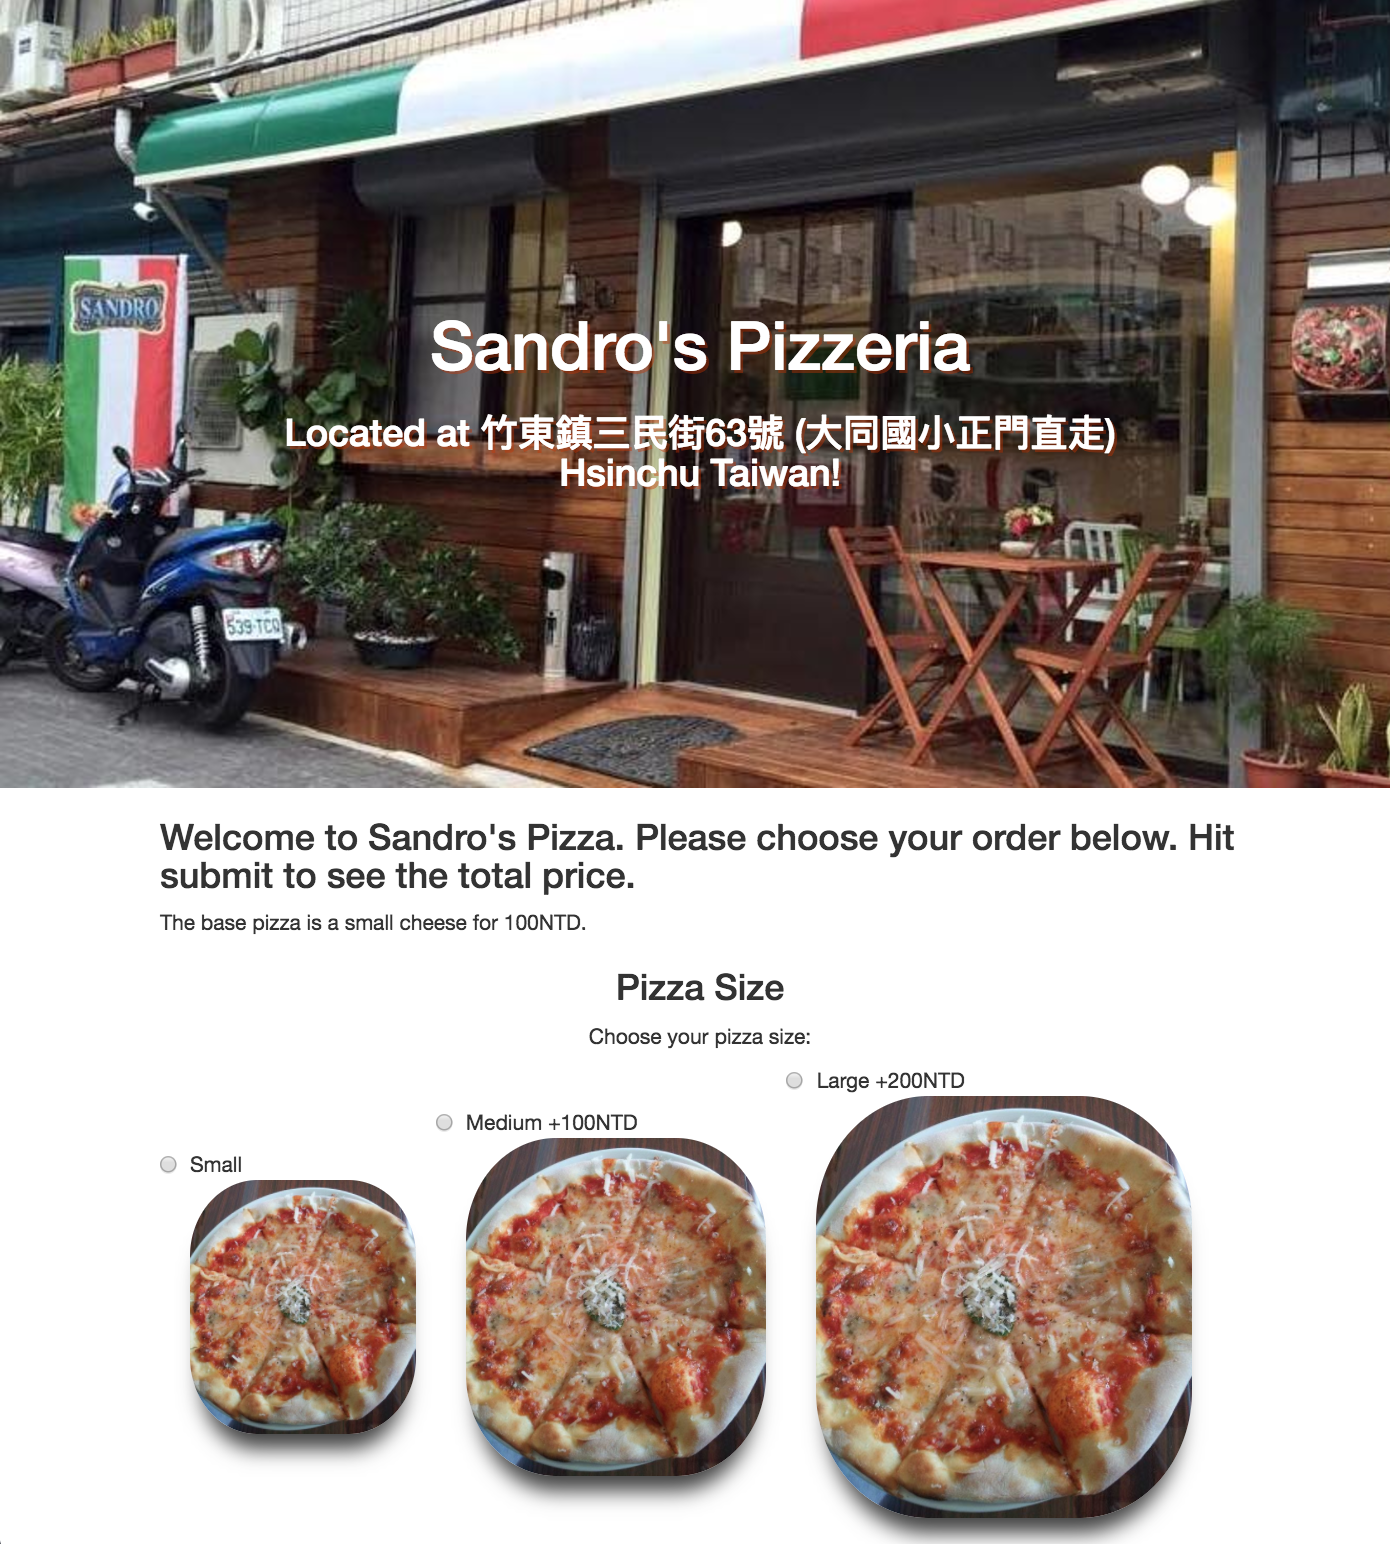 SANDRO
Sandro's Pizzeria
Located at 竹東鎮三民街63號 (大同國小正門直走)
Hsinchu Taiwan!
539-TCQ
Welcome to Sandro's Pizza. Please choose your order below. Hit
submit to see the total price.
The base pizza is a small cheese for 100NTD.
Pizza Size
Choose your pizza size:
Large +200NTD
Medium +100NTD
Small